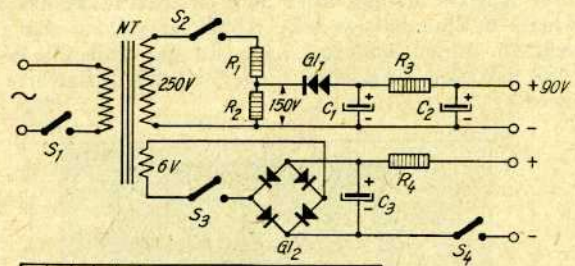 S2
NT
R1
Gl1
R3
+ 90V
250V
R2
150V
+
C1
-
+
C2
-
~
S1
-
6V
+
R4
S3
+
C3
-
Gl2
S4
-